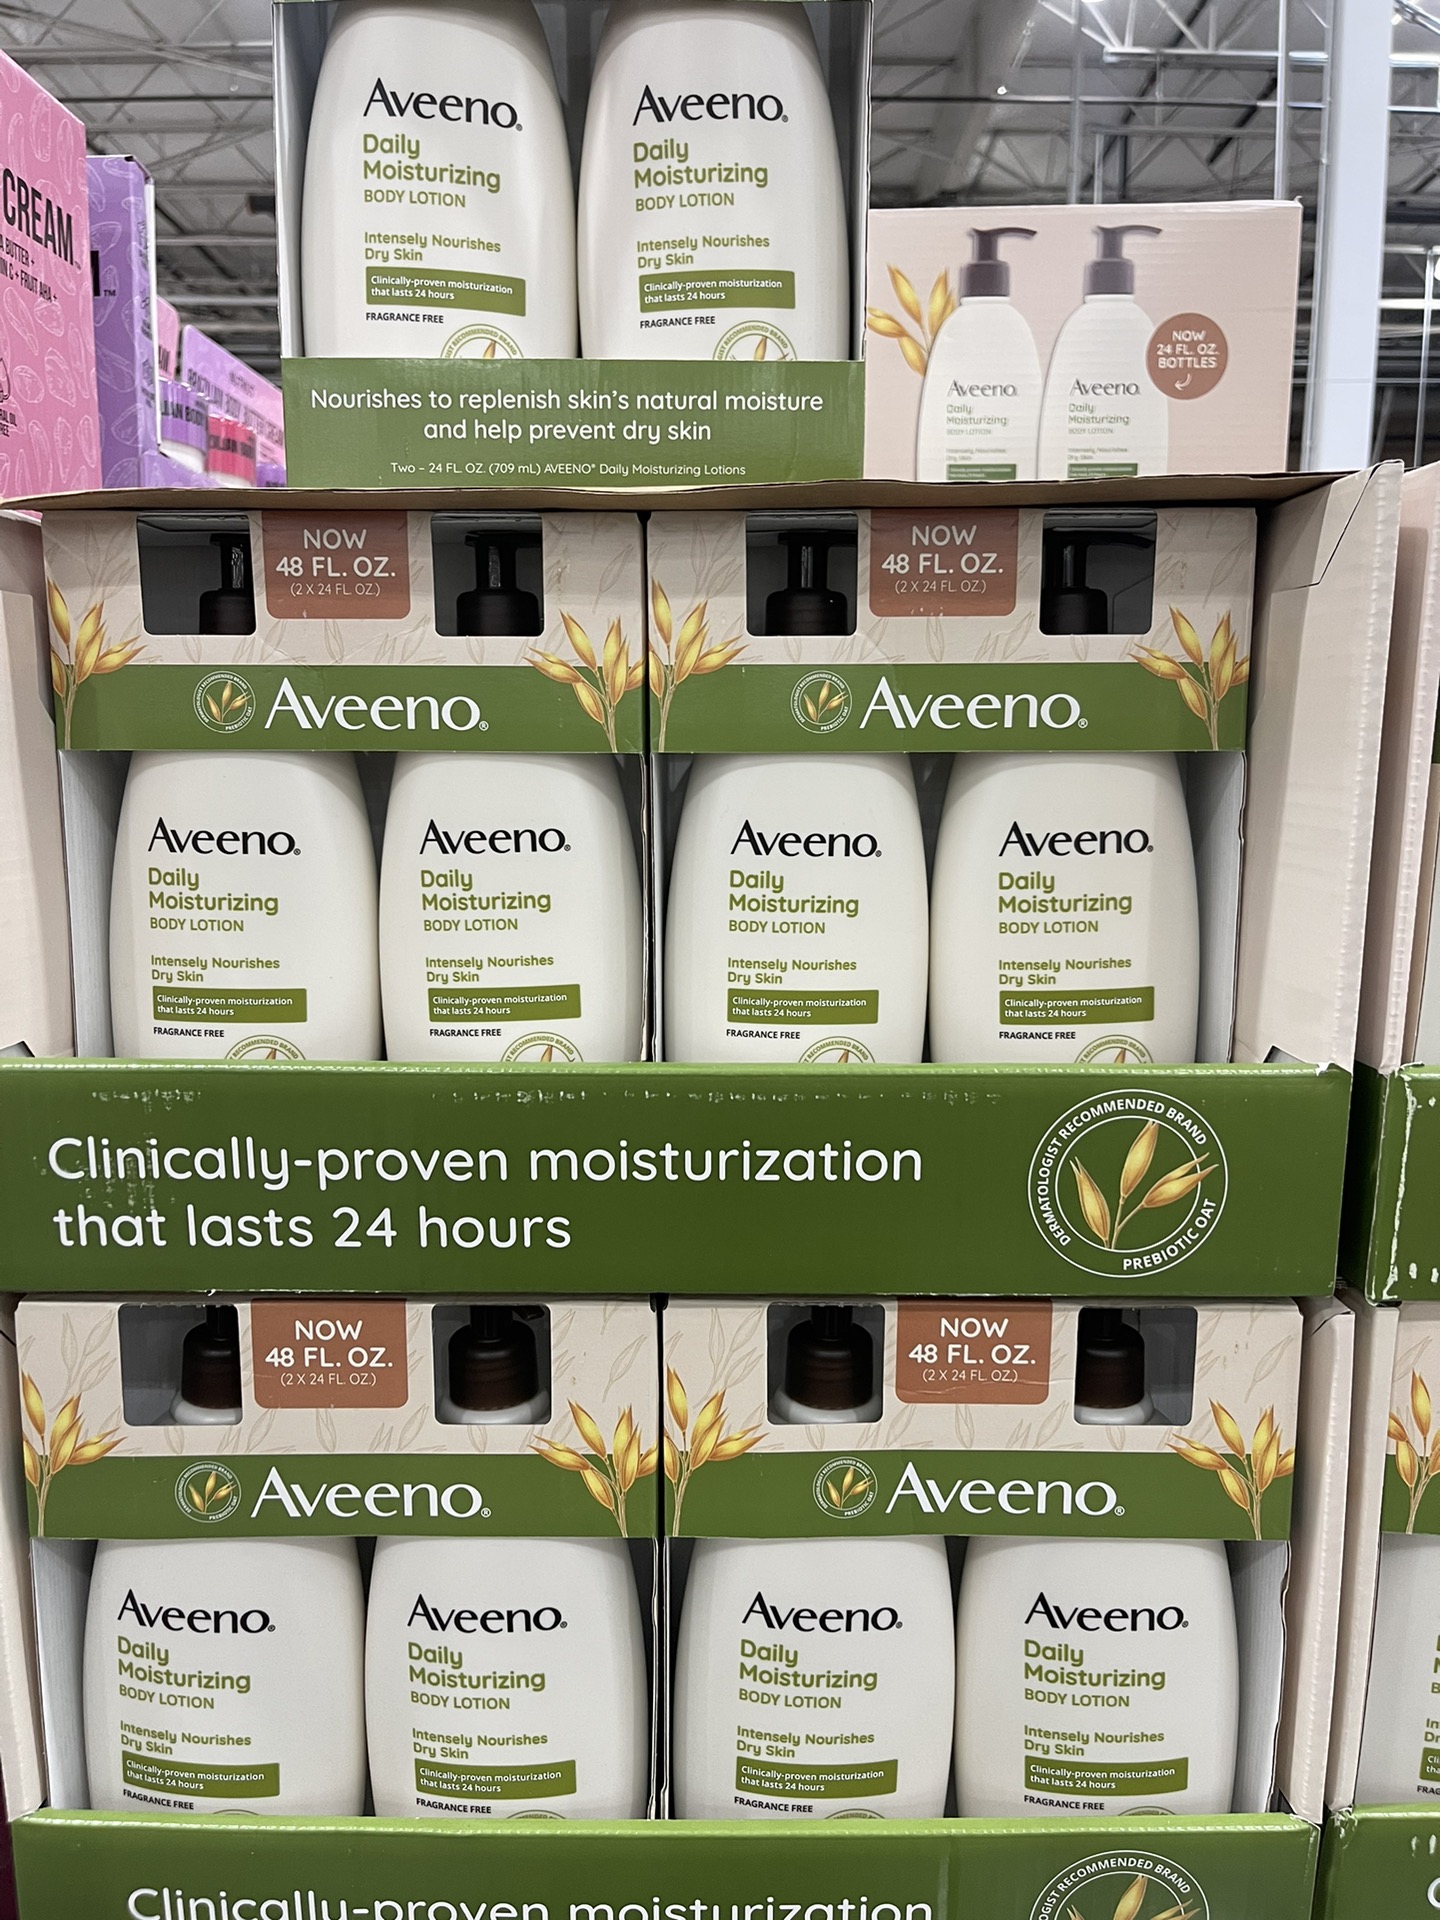 CREAM
Aveeno®
Daily
Moisturizing
BODY LOTION
Intensely Nourishes
Dry Skin
Clinically-proven moisturization
that lasts 24 hours
FRAGRANCE FREE
Aveeno®
Daily
Moisturizing
BODY LOTION
Intensely Nourishes
Dry Skin
Clinically-proven moisturization
that lasts 24 hours
FRAGRANCE FREE
Nourishes to replenish skin's natural moisture
and help prevent dry skin
Two – 24 FL. OZ. (709 mL) AVEENO® Daily Moisturizing Lotions
NOW
24 FL. OZ.
BOTTLES
Aveeno
Daily
Moisturizing
BODY LOTION
Aveeno
Daily
Moisturizing
BODY LOTION
NOW
48 FL. OZ.
(2 X 24 FL. OZ.)
NOW
48 FL. OZ.
(2 X 24 FL. OZ.)
Aveeno®
Aveeno®
Aveeno®
Daily
Moisturizing
BODY LOTION
Intensely Nourishes
Dry Skin
Clinically-proven moisturization
that lasts 24 hours
FRAGRANCE FREE
Aveeno®
Daily
Moisturizing
BODY LOTION
Intensely Nourishes
Dry Skin
Clinically-proven moisturization
that lasts 24 hours
FRAGRANCE FREE
Aveeno®
Daily
Moisturizing
BODY LOTION
Intensely Nourishes
Dry Skin
Clinically-proven moisturization
that lasts 24 hours
FRAGRANCE FREE
Aveeno®
Daily
Moisturizing
BODY LOTION
Intensely Nourishes
Dry Skin
Clinically-proven moisturization
that lasts 24 hours
FRAGRANCE FREE
Clinically-proven moisturization
that lasts 24 hours
DERMATOLOGIST RECOMMENDED BRAND
PREBIOTIC OAT
NOW
48 FL. OZ.
(2 X 24 FL. OZ.)
NOW
48 FL. OZ.
(2 X 24 FL. OZ.)
Aveeno®
Aveeno®
Aveeno®
Daily
Moisturizing
BODY LOTION
Intensely Nourishes
Dry Skin
Clinically-proven moisturization
that lasts 24 hours
FRAGRANCE FREE
Aveeno®
Daily
Moisturizing
BODY LOTION
Intensely Nourishes
Dry Skin
Clinically-proven moisturization
that lasts 24 hours
FRAGRANCE FREE
Aveeno®
Daily
Moisturizing
BODY LOTION
Intensely Nourishes
Dry Skin
Clinically-proven moisturization
that lasts 24 hours
FRAGRANCE FREE
Aveeno®
Daily
Moisturizing
BODY LOTION
Intensely Nourishes
Dry Skin
Clinically-proven moisturization
that lasts 24 hours
FRAGRANCE FREE
Clinically-proven moisturization
RECOMMENDED BRAND